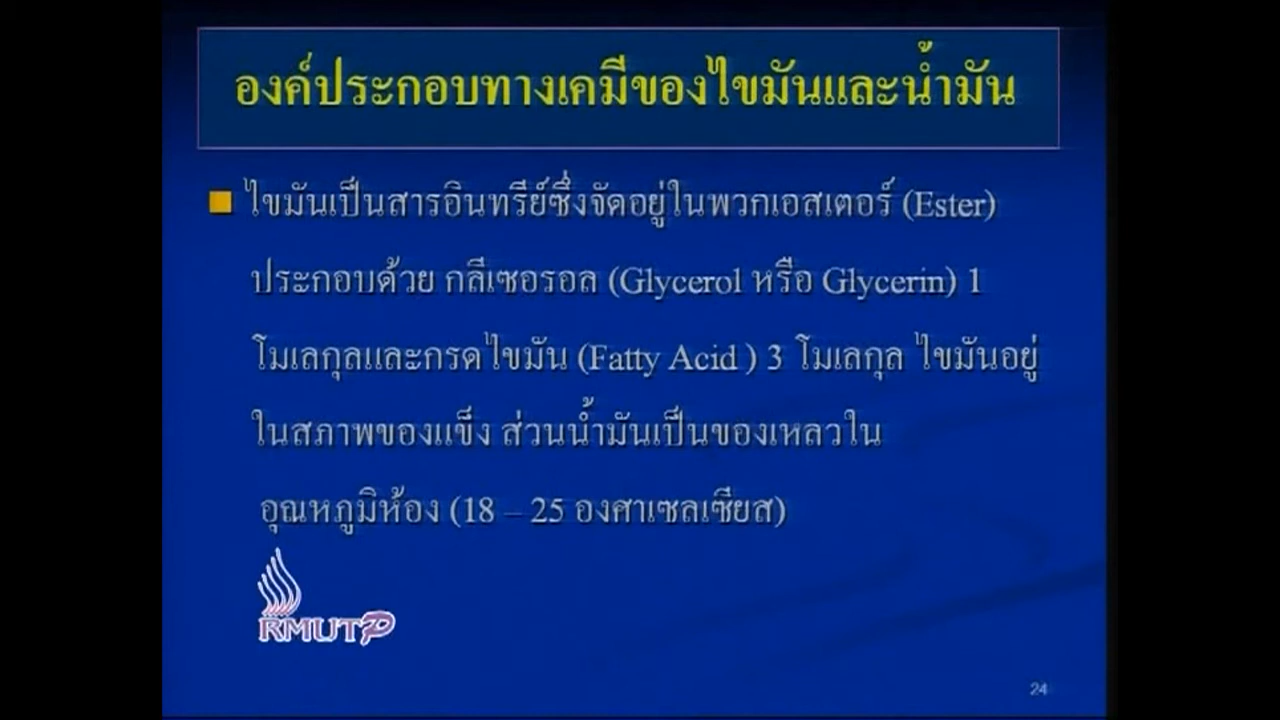 องค์ประกอบทางเคมีของไขมันและน้ำมัน
ไขมันเป็นสารอินทรีย์ซึ่งจัดอยู่ในพวกเอสเตอร์ (Ester)
ประกอบด้วย กลีเซอรอล (Glycerol หรือ Glycerin) 1
โมเลกุลและกรดไขมัน (Fatty Acid ) 3 โมเลกุล ไขมันอยู่
ในสภาพของแข็ง ส่วนน้ำมันเป็นของเหลวใน
อุณหภูมิห้อง (18 – 25 องศาเซลเซียส)
RMUTP
24